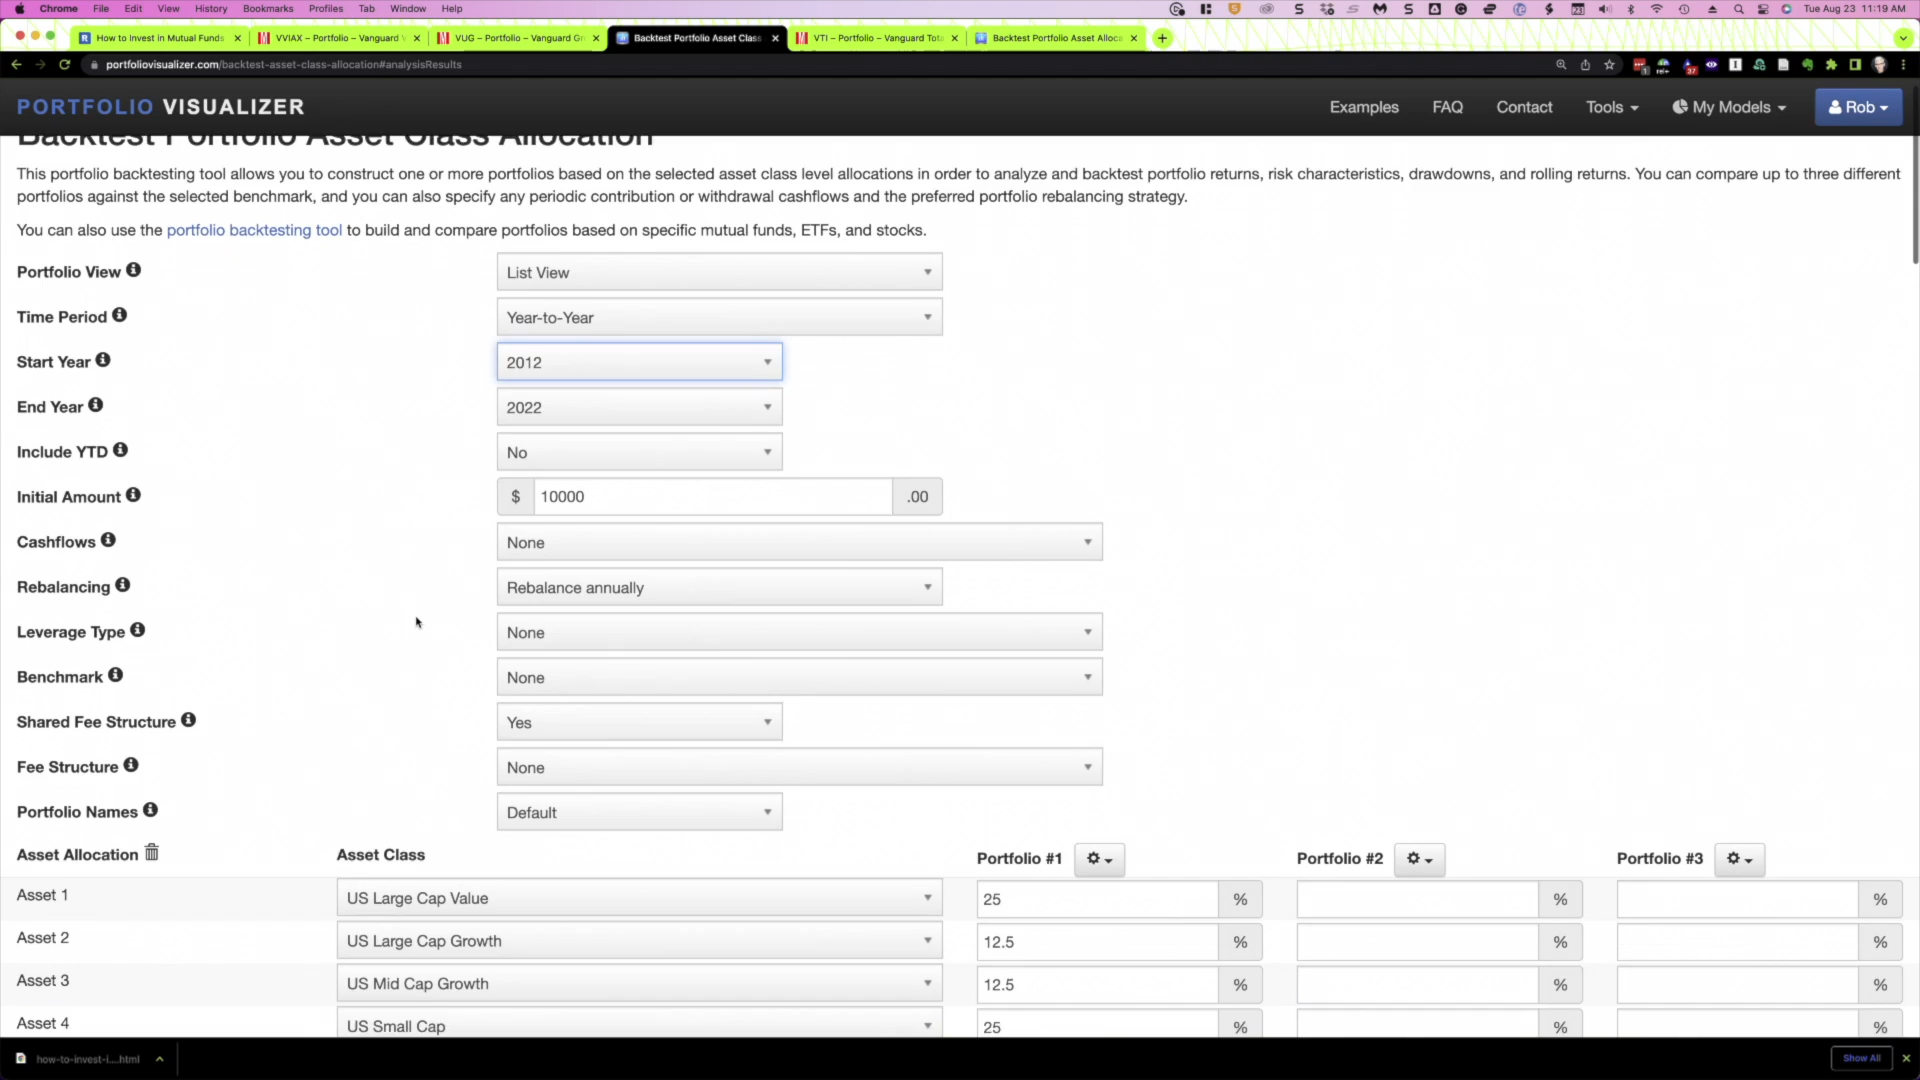 Chrome File Edit View History Bookmarks Profiles Tab Window Help Tue Aug 23 11:19 AM
How to Invest in Mutual Funds VVIAX – Portfolio – Vanguard VUG – Portfolio – Vanguard Gr Backtest Portfolio Asset Class VTI – Portfolio – Vanguard Tota Backtest Portfolio Asset Alloca
portfoliovisualizer.com/backtest-asset-class-allocation#analysisResults
PORTFOLIO VISUALIZER Examples FAQ Contact Tools My Models Rob
Backtest Portfolio Asset Class Allocation
This portfolio backtesting tool allows you to construct one or more portfolios based on the selected asset class level allocations in order to analyze and backtest portfolio returns, risk characteristics, drawdowns, and rolling returns. You can compare up to three different
portfolios against the selected benchmark, and you can also specify any periodic contribution or withdrawal cashflows and the preferred portfolio rebalancing strategy.
You can also use the portfolio backtesting tool to build and compare portfolios based on specific mutual funds, ETFs, and stocks.
Portfolio View List View
Time Period Year-to-Year
Start Year 2012
End Year 2022
Include YTD No
Initial Amount $ 10000 .00
Cashflows None
Rebalancing Rebalance annually
Leverage Type None
Benchmark None
Shared Fee Structure Yes
Fee Structure None
Portfolio Names Default
Asset Allocation Asset Class Portfolio #1 Portfolio #2 Portfolio #3
Asset 1 US Large Cap Value 25 % % %
Asset 2 US Large Cap Growth 12.5 % % %
Asset 3 US Mid Cap Growth 12.5 % % %
Asset 4 US Small Cap 25 % % %
how-to-invest-i....html Show All